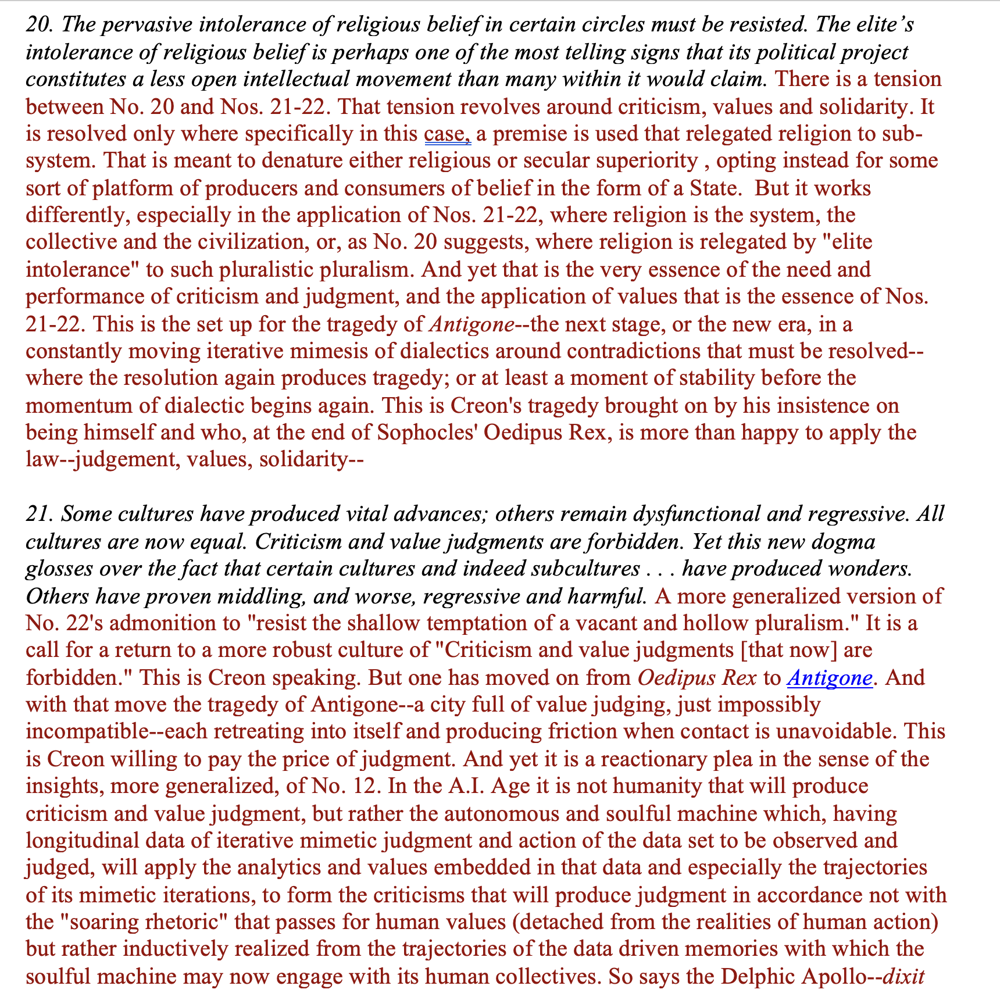 20. The pervasive intolerance of religious belief in certain circles must be resisted. The elite’s
intolerance of religious belief is perhaps one of the most telling signs that its political project
constitutes a less open intellectual movement than many within it would claim. There is a tension
between No. 20 and Nos. 21-22. That tension revolves around criticism, values and solidarity. It
is resolved only where specifically in this case, a premise is used that relegated religion to sub-
system. That is meant to denature either religious or secular superiority , opting instead for some
sort of platform of producers and consumers of belief in the form of a State.  But it works
differently, especially in the application of Nos. 21-22, where religion is the system, the
collective and the civilization, or, as No. 20 suggests, where religion is relegated by "elite
intolerance" to such pluralistic pluralism. And yet that is the very essence of the need and
performance of criticism and judgment, and the application of values that is the essence of Nos.
21-22. This is the set up for the tragedy of Antigone--the next stage, or the new era, in a
constantly moving iterative mimesis of dialectics around contradictions that must be resolved--
where the resolution again produces tragedy; or at least a moment of stability before the
momentum of dialectic begins again. This is Creon's tragedy brought on by his insistence on
being himself and who, at the end of Sophocles' Oedipus Rex, is more than happy to apply the
law--judgement, values, solidarity--
21. Some cultures have produced vital advances; others remain dysfunctional and regressive. All
cultures are now equal. Criticism and value judgments are forbidden. Yet this new dogma
glosses over the fact that certain cultures and indeed subcultures . . . have produced wonders.
Others have proven middling, and worse, regressive and harmful. A more generalized version of
No. 22's admonition to "resist the shallow temptation of a vacant and hollow pluralism." It is a
call for a return to a more robust culture of "Criticism and value judgments [that now] are
forbidden." This is Creon speaking. But one has moved on from Oedipus Rex to Antigone. And
with that move the tragedy of Antigone--a city full of value judging, just impossibly
incompatible--each retreating into itself and producing friction when contact is unavoidable. This
is Creon willing to pay the price of judgment. And yet it is a reactionary plea in the sense of the
insights, more generalized, of No. 12. In the A.I. Age it is not humanity that will produce
criticism and value judgment, but rather the autonomous and soulful machine which, having
longitudinal data of iterative mimetic judgment and action of the data set to be observed and
judged, will apply the analytics and values embedded in that data and especially the trajectories
of its mimetic iterations, to form the criticisms that will produce judgment in accordance not with
the "soaring rhetoric" that passes for human values (detached from the realities of human action)
but rather inductively realized from the trajectories of the data driven memories with which the
soulful machine may now engage with its human collectives. So says the Delphic Apollo--dixit